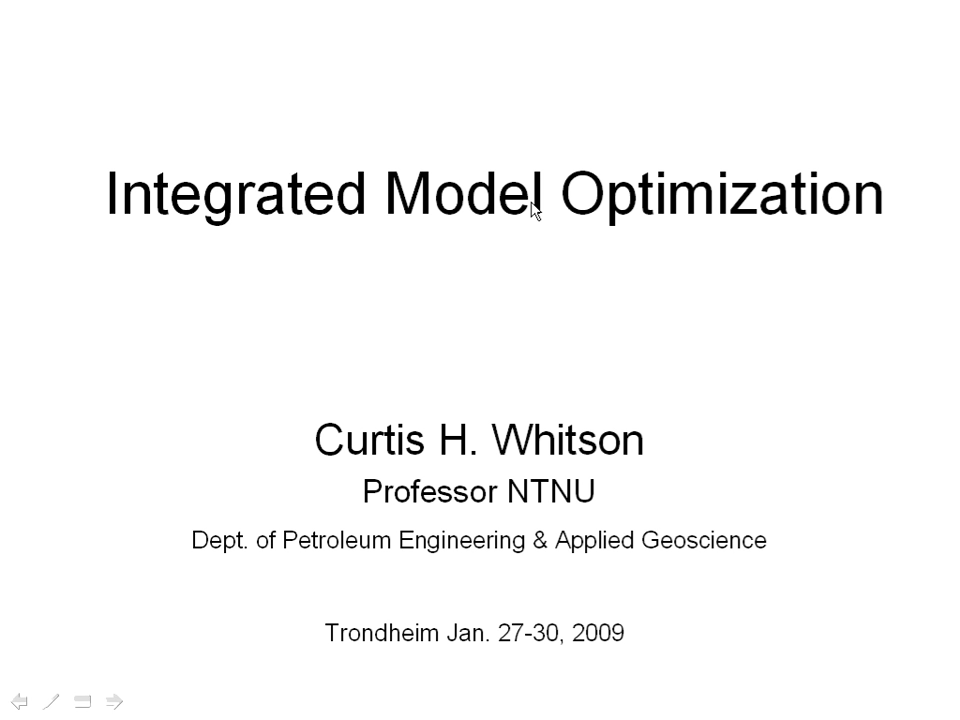 Integrated Model Optimization
Curtis H. Whitson
Professor NTNU
Dept. of Petroleum Engineering & Applied Geoscience
Trondheim Jan. 27-30, 2009